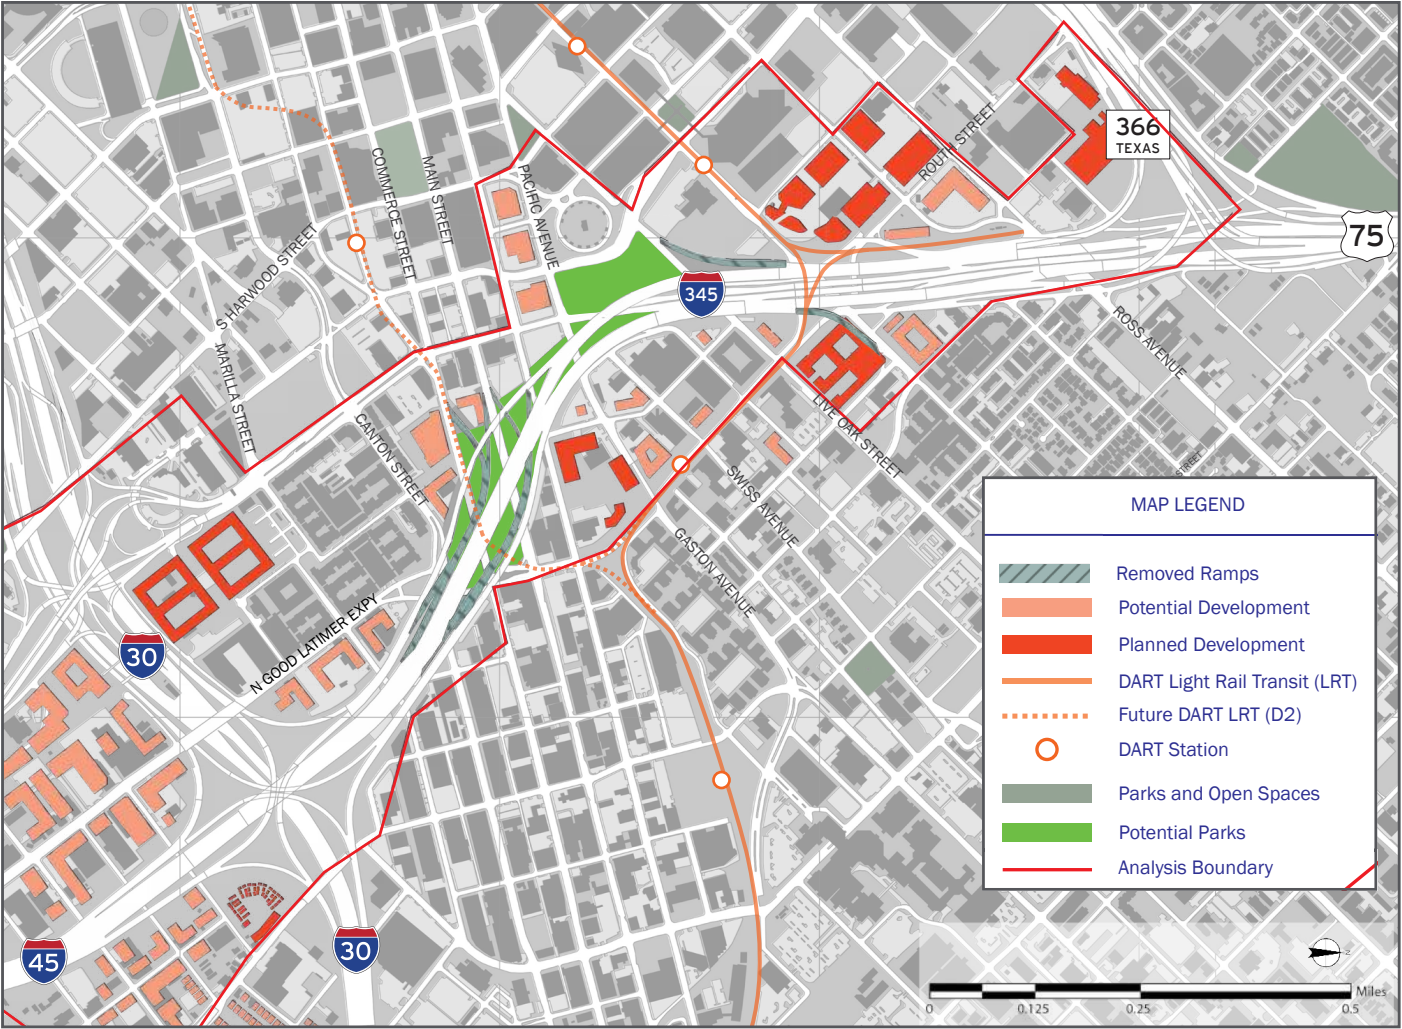 366
TEXAS
ROUTH STREET
COMMERCE STREET
MAIN STREET
PACIFIC AVENUE
75
S HARWOOD STREET
345
ROSS AVENUE
MARILLA STREET
CANTON STREET
LIVE OAK STREET
STREET
SWISS AVENUE
GASTON AVENUE
N GOOD LATIMER EXPY
30
MAP LEGEND
Removed Ramps
Potential Development
Planned Development
DART Light Rail Transit (LRT)
Future DART LRT (D2)
DART Station
Parks and Open Spaces
Potential Parks
Analysis Boundary
45
30
Z
Miles
0 0.125 0.25 0.5